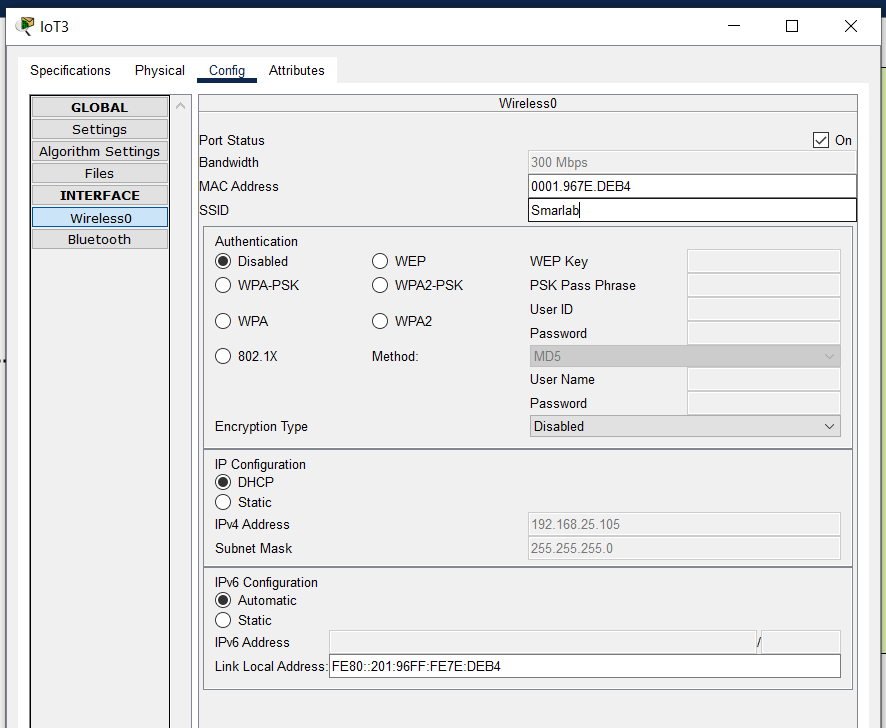 IoT3
Specifications Physical Config Attributes
GLOBAL
Settings
Algorithm Settings
Files
INTERFACE
Wireless0
Bluetooth
Wireless0
Port Status On
Bandwidth 300 Mbps
MAC Address 0001.967E.DEB4
SSID Smarlab
Authentication
Disabled WEP WEP Key
WPA-PSK WPA2-PSK PSK Pass Phrase
User ID
WPA WPA2 Password
802.1X Method: MD5
User Name
Password
Encryption Type Disabled
IP Configuration
DHCP
Static
IPv4 Address 192.168.25.105
Subnet Mask 255.255.255.0
IPv6 Configuration
Automatic
Static
IPv6 Address /
Link Local Address: FE80::201:96FF:FE7E:DEB4